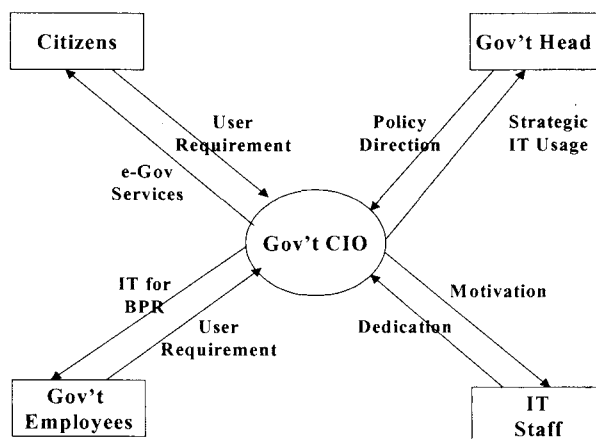 Citizens
Gov't Head
User
Requirement
Policy
Direction
Strategic
IT Usage
e-Gov
Services
Gov't CIO
IT for
BPR
User
Requirement
Motivation
Dedication
Gov't
Employees
IT
Staff